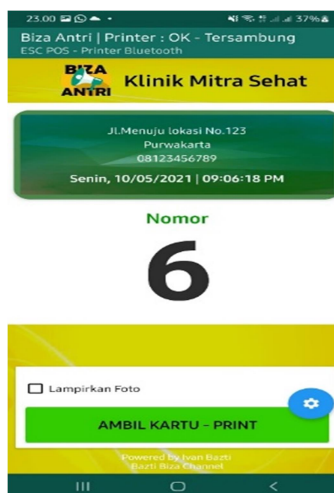 23.00 37%
Biza Antri | Printer : OK - Tersambung
ESC POS - Printer Bluetooth
BIZA
ANTRI
Klinik Mitra Sehat
Jl.Menuju lokasi No.123
Purwakarta
08123456789
Senin, 10/05/2021 | 09:06:18 PM
Nomor
6
Lampirkan Foto
AMBIL KARTU - PRINT
Powered by Ivan Bazti
Bazti Biza Channel